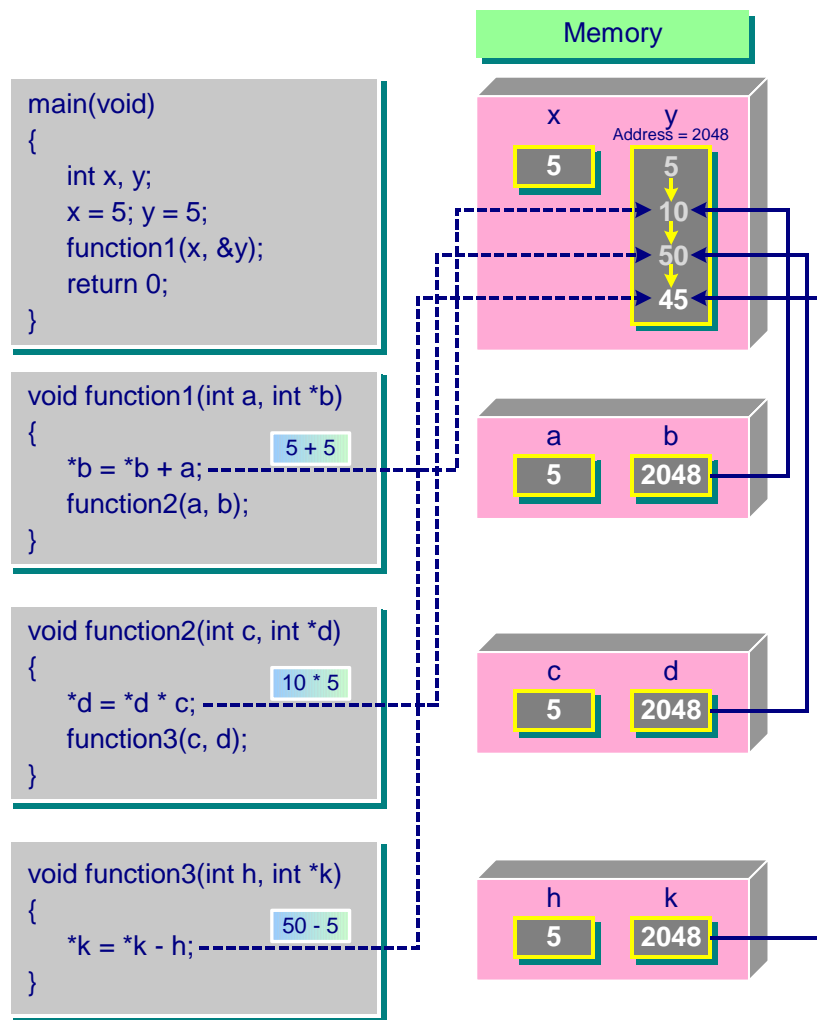 Memory
main(void)
{
int x, y;
x = 5; y = 5;
function1(x, &y);
return 0;
}
x y
Address = 2048
5 5
10
50
45
void function1(int a, int *b)
{
*b = *b + a;
5 + 5
function2(a, b);
}
a b
5 2048
void function2(int c, int *d)
{
*d = *d * c;
10 * 5
function3(c, d);
}
c d
5 2048
void function3(int h, int *k)
{
*k = *k - h;
50 - 5
}
h k
5 2048